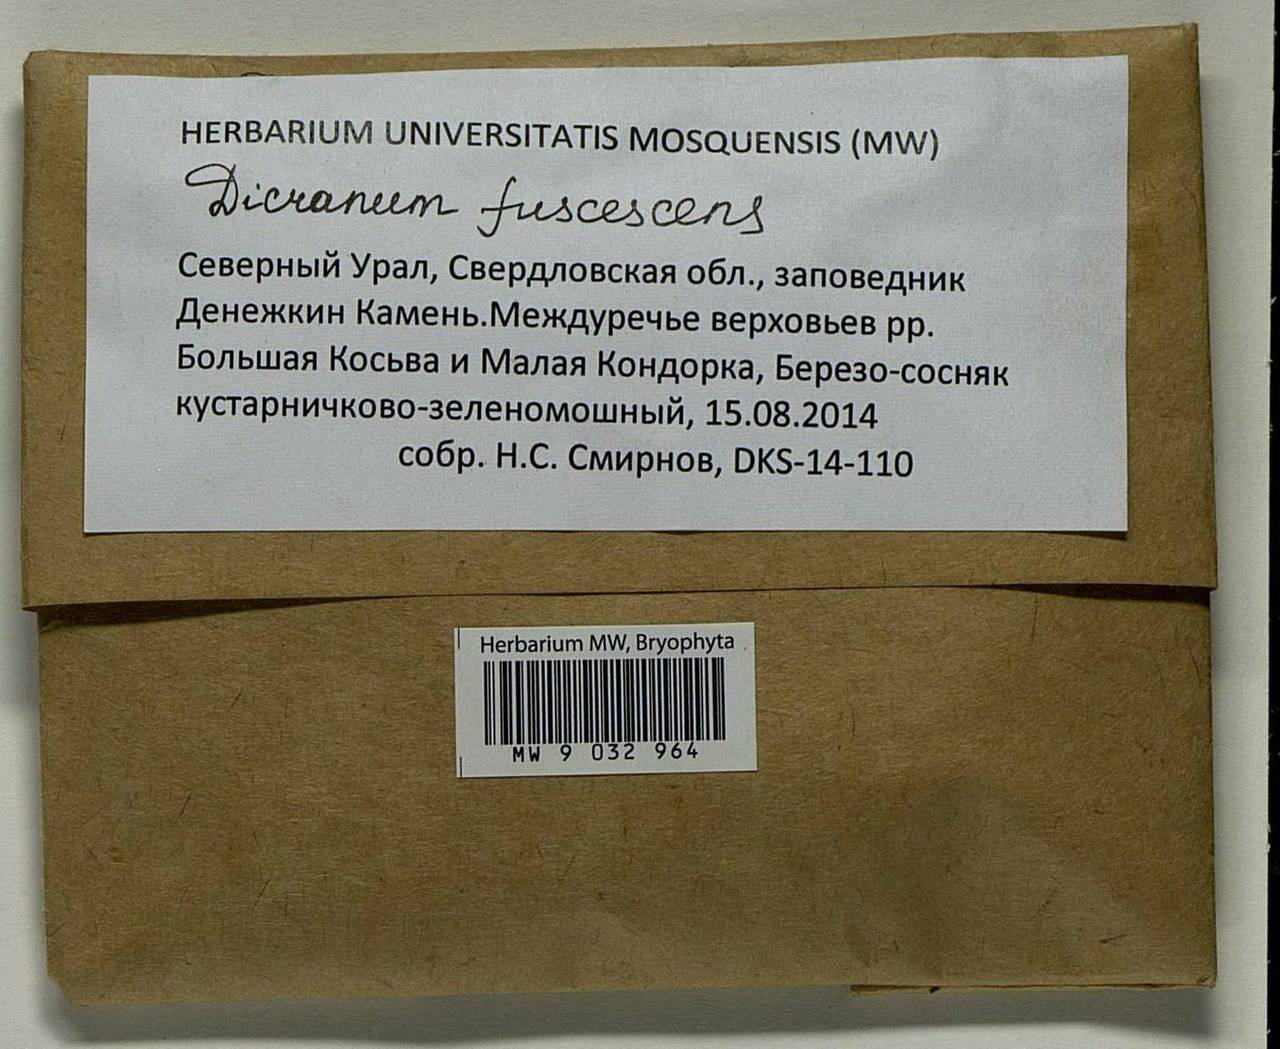 HERBARIUM UNIVERSITATIS MOSQUENSIS (MW)
Dicranum fuscescens
Северный Урал, Свердловская обл., заповедник
Денежкин Камень.Междуречье верховьев рр.
Большая Косьва и Малая Кондорка, Березо-сосняк
кустарничково-зеленомошный, 15.08.2014
собр. Н.С. Смирнов, DKS-14-110
Herbarium MW, Bryophyta
MW 9 032 964